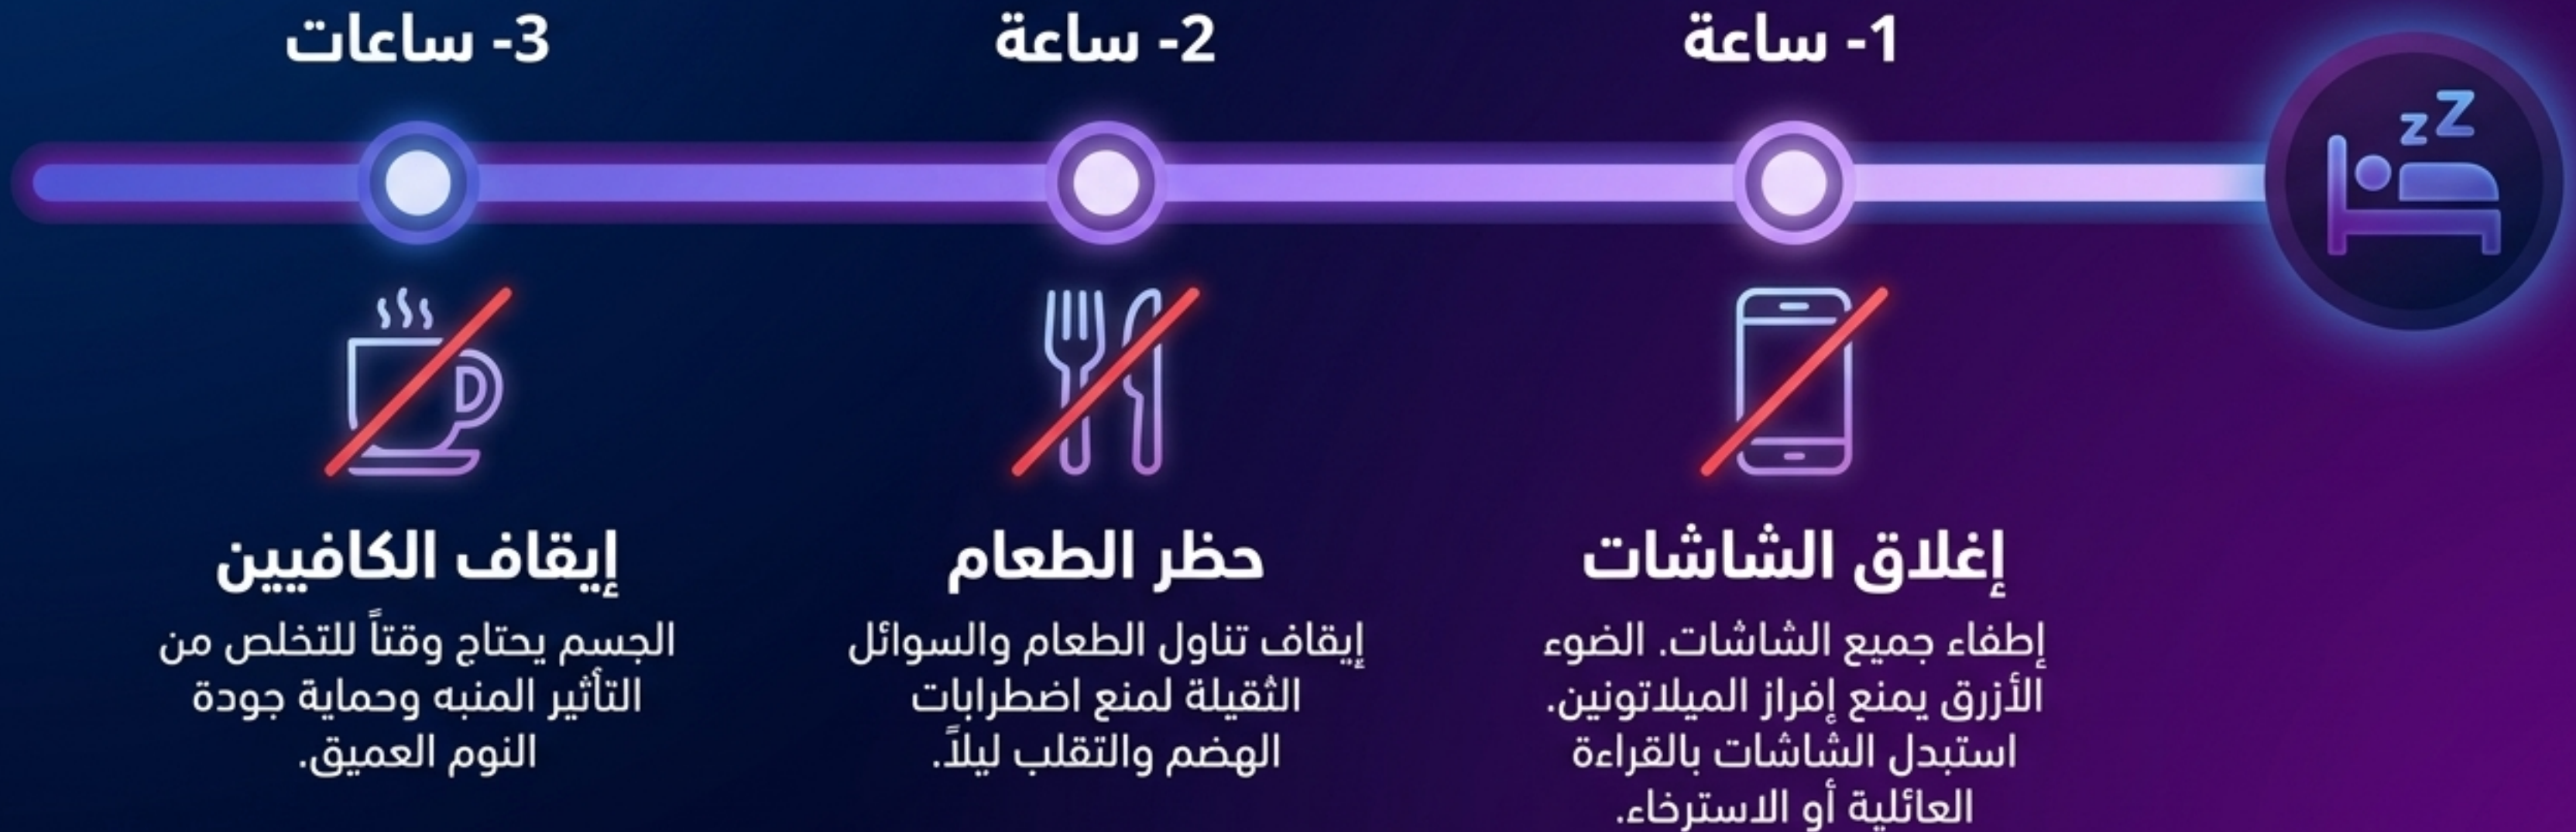 3- ساعات
إيقاف الكافيين
الجسم يحتاج وقتاً للتخلص من
التأثير المنبه وحماية جودة
النوم العميق.
2- ساعة
حظر الطعام
إيقاف تناول الطعام والسوائل
الثقيلة لمنع اضطرابات
الهضم والتقلب ليلاً.
1- ساعة
إغلاق الشاشات
إطفاء جميع الشاشات. الضوء
الأزرق يمنع إفراز الميلاتونين.
استبدل الشاشات بالقراءة
العائلية أو الاسترخاء.
z Z